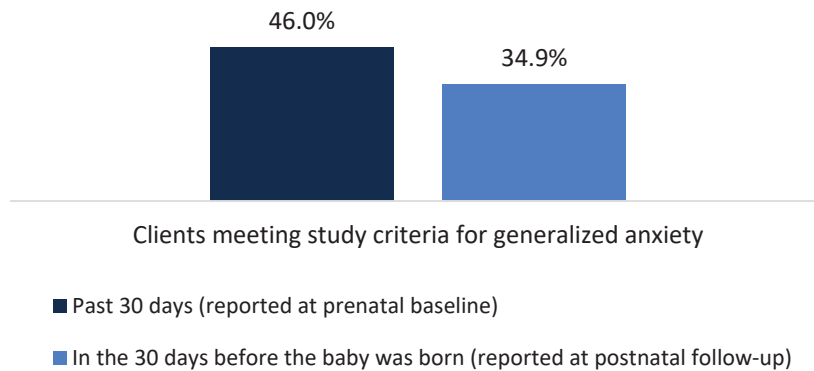 46.0%
34.9%
Clients meeting study criteria for generalized anxiety
Past 30 days (reported at prenatal baseline)
In the 30 days before the baby was born (reported at postnatal follow-up)